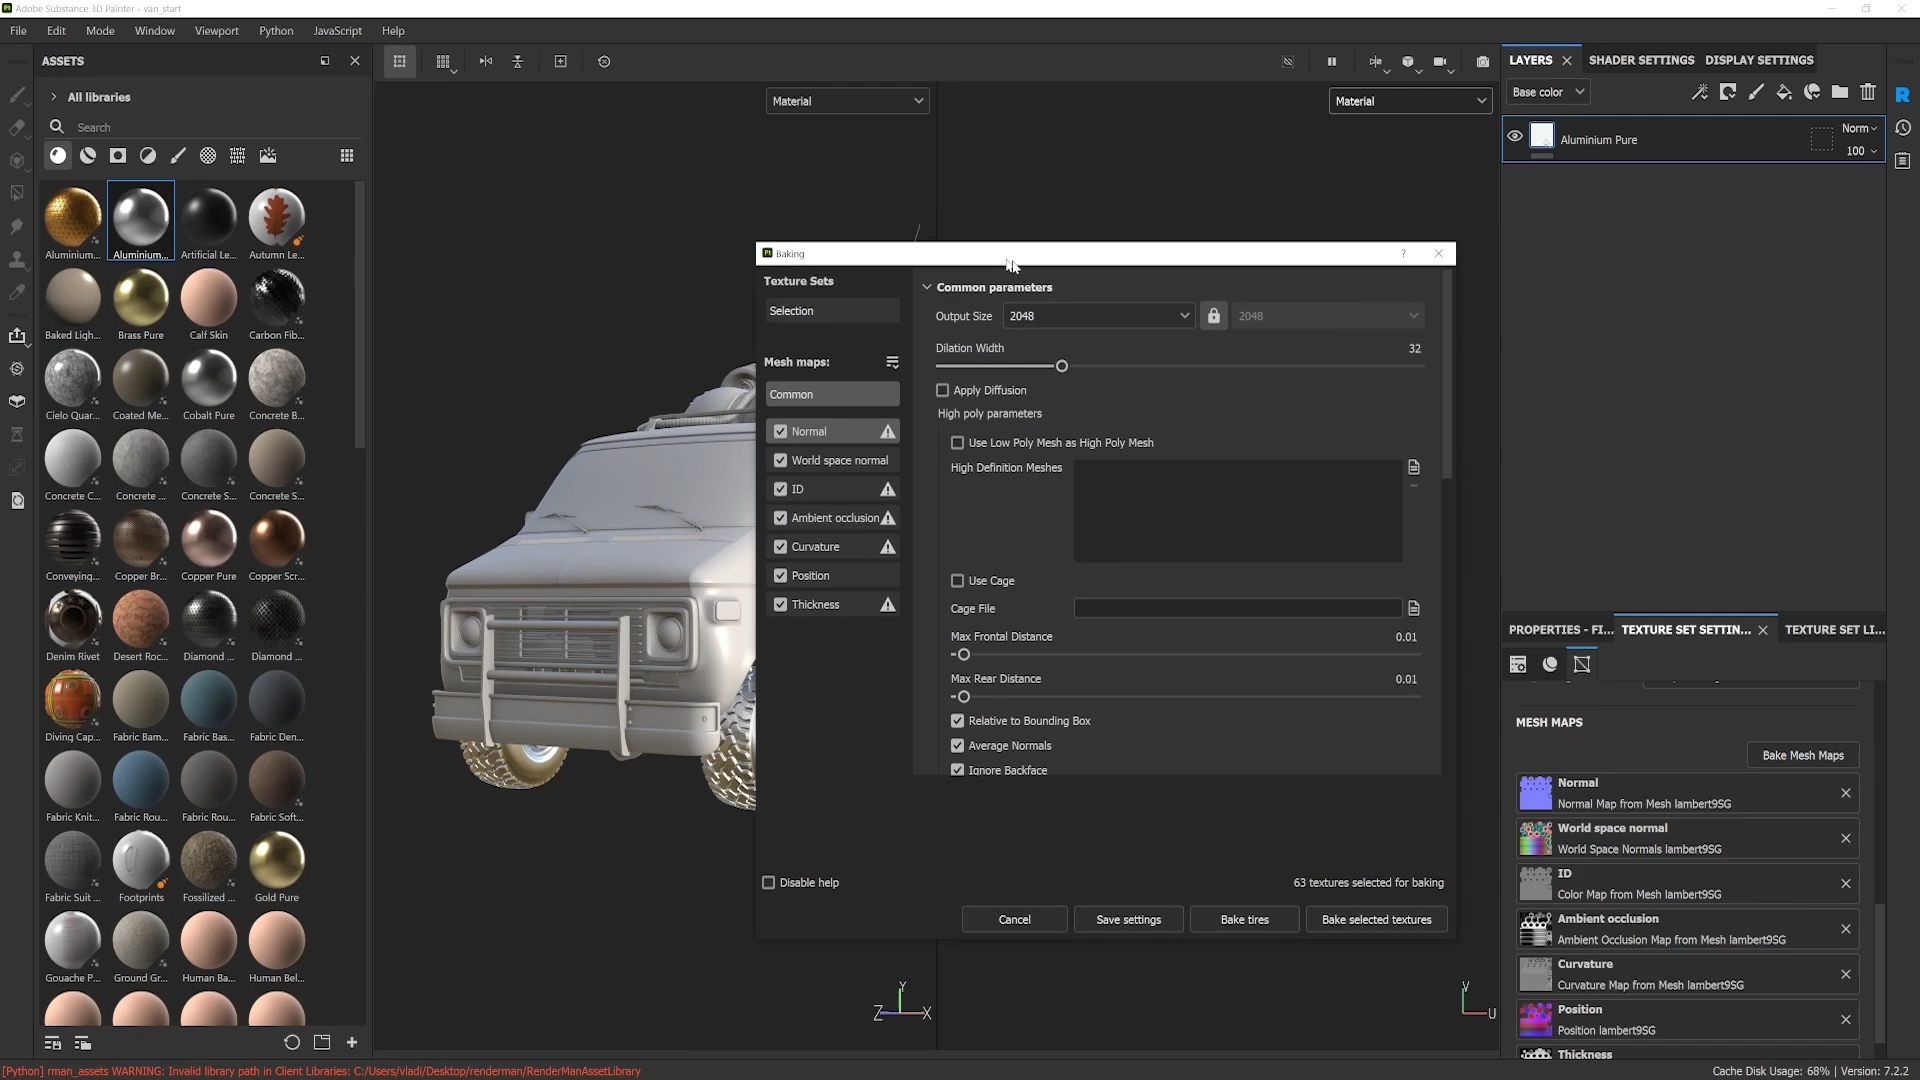 Adobe Substance 3D Painter - van_start
File Edit Mode Window Viewport Python JavaScript Help
ASSETS
All libraries
Search
Aluminium... Aluminium... Artificial Le... Autumn Le...
Baked Ligh... Brass Pure Calf Skin Carbon Fib...
Cielo Quar... Coated Me... Cobalt Pure Concrete B...
Concrete C... Concrete ... Concrete S... Concrete S...
Conveying... Copper Br... Copper Pure Copper Scr...
Denim Rivet Desert Roc... Diamond ... Diamond ...
Diving Cap... Fabric Bam... Fabric Bas... Fabric Den...
Fabric Knit... Fabric Rou... Fabric Rou... Fabric Soft...
Fabric Suit ... Footprints Fossilized ... Gold Pure
Gouache P... Ground Gr... Human Ba... Human Bel...
Material
Material
Baking
?
Texture Sets
Selection
Mesh maps:
Common
Normal
World space normal
ID
Ambient occlusion
Curvature
Position
Thickness
Common parameters
Output Size 2048 2048
Dilation Width 32
Apply Diffusion
High poly parameters
Use Low Poly Mesh as High Poly Mesh
High Definition Meshes
Use Cage
Cage File
Max Frontal Distance 0.01
Max Rear Distance 0.01
Relative to Bounding Box
Average Normals
Ignore Backface
Disable help
63 textures selected for baking
Cancel Save settings Bake tires Bake selected textures
Y
Z X
V
U
LAYERS SHADER SETTINGS DISPLAY SETTINGS
Base color
Aluminium Pure
Norm
100
R
PROPERTIES - FI... TEXTURE SET SETTIN... TEXTURE SET LI...
MESH MAPS
Bake Mesh Maps
Normal
Normal Map from Mesh lambert9SG
World space normal
World Space Normals lambert9SG
ID
Color Map from Mesh lambert9SG
Ambient occlusion
Ambient Occlusion Map from Mesh lambert9SG
Curvature
Curvature Map from Mesh lambert9SG
Position
Position lambert9SG
Thickness
[Python] rman_assets WARNING: Invalid library path in Client Libraries: C:/Users/vladi/Desktop/renderman/RenderManAssetLibrary
Cache Disk Usage: 68% | Version: 7.2.2